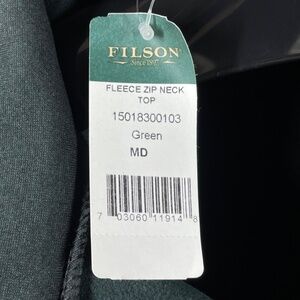 FILSON
Since 1897
FLEECE ZIP NECK
TOP
15018300103
Green
MD
7 03060 11914 8